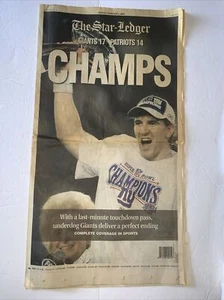 The Star-Ledger
GIANTS 17 • PATRIOTS 14
CHAMPS
CHAMPIONS
With a last-minute touchdown pass,
underdog Giants deliver a perfect ending
COMPLETE COVERAGE IN SPORTS